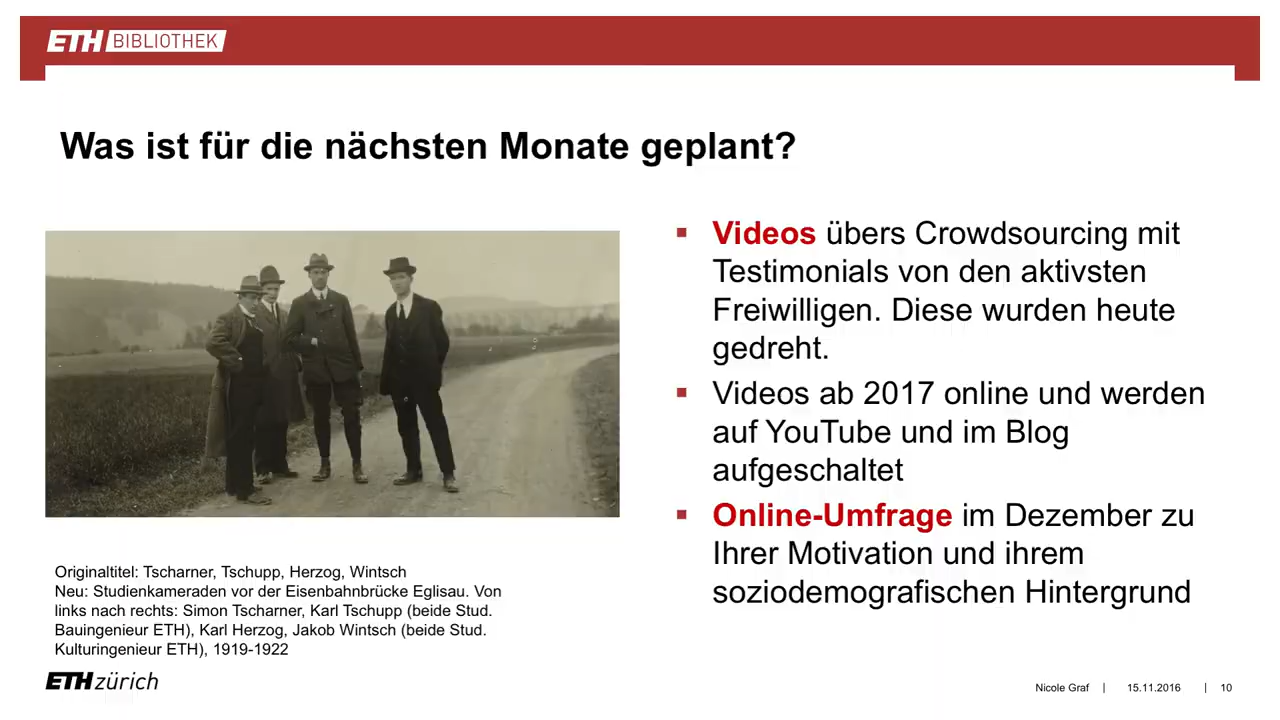 ETH BIBLIOTHEK
Was ist für die nächsten Monate geplant?
Videos übers Crowdsourcing mit
Testimonials von den aktivsten
Freiwilligen. Diese wurden heute
gedreht.
Videos ab 2017 online und werden
auf YouTube und im Blog
aufgeschaltet
Online-Umfrage im Dezember zu
Ihrer Motivation und ihrem
soziodemografischen Hintergrund
Originaltitel: Tscharner, Tschupp, Herzog, Wintsch
Neu: Studienkameraden vor der Eisenbahnbrücke Eglisau. Von
links nach rechts: Simon Tscharner, Karl Tschupp (beide Stud.
Bauingenieur ETH), Karl Herzog, Jakob Wintsch (beide Stud.
Kulturingenieur ETH), 1919-1922
ETH zürich
Nicole Graf | 15.11.2016 | 10